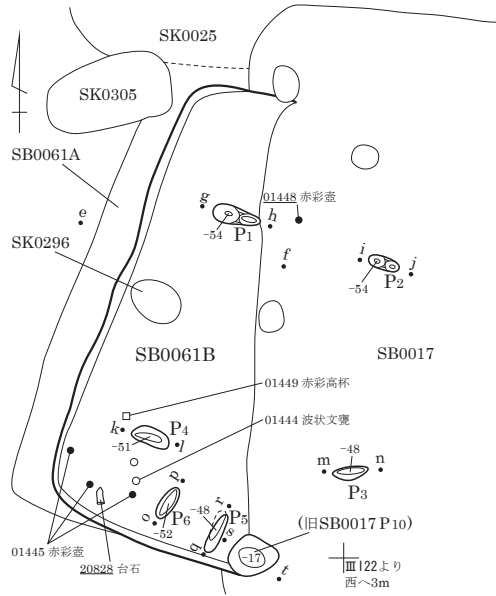 SK0025
SK0305
SB0061A
e
SK0296
g
-54
P1
h
01448 赤彩壺
f
i
-54
P2
j
SB0061B
SB0017
01449 赤彩高杯
01444 波状文甕
k
-51
P4
l
m
-48
n
P3
p
o
P6
-52
-48
P5
r
s
q
(旧SB0017 P10)
-17
t
01445 赤彩壺
20828 台石
ⅢI22より
西へ3m